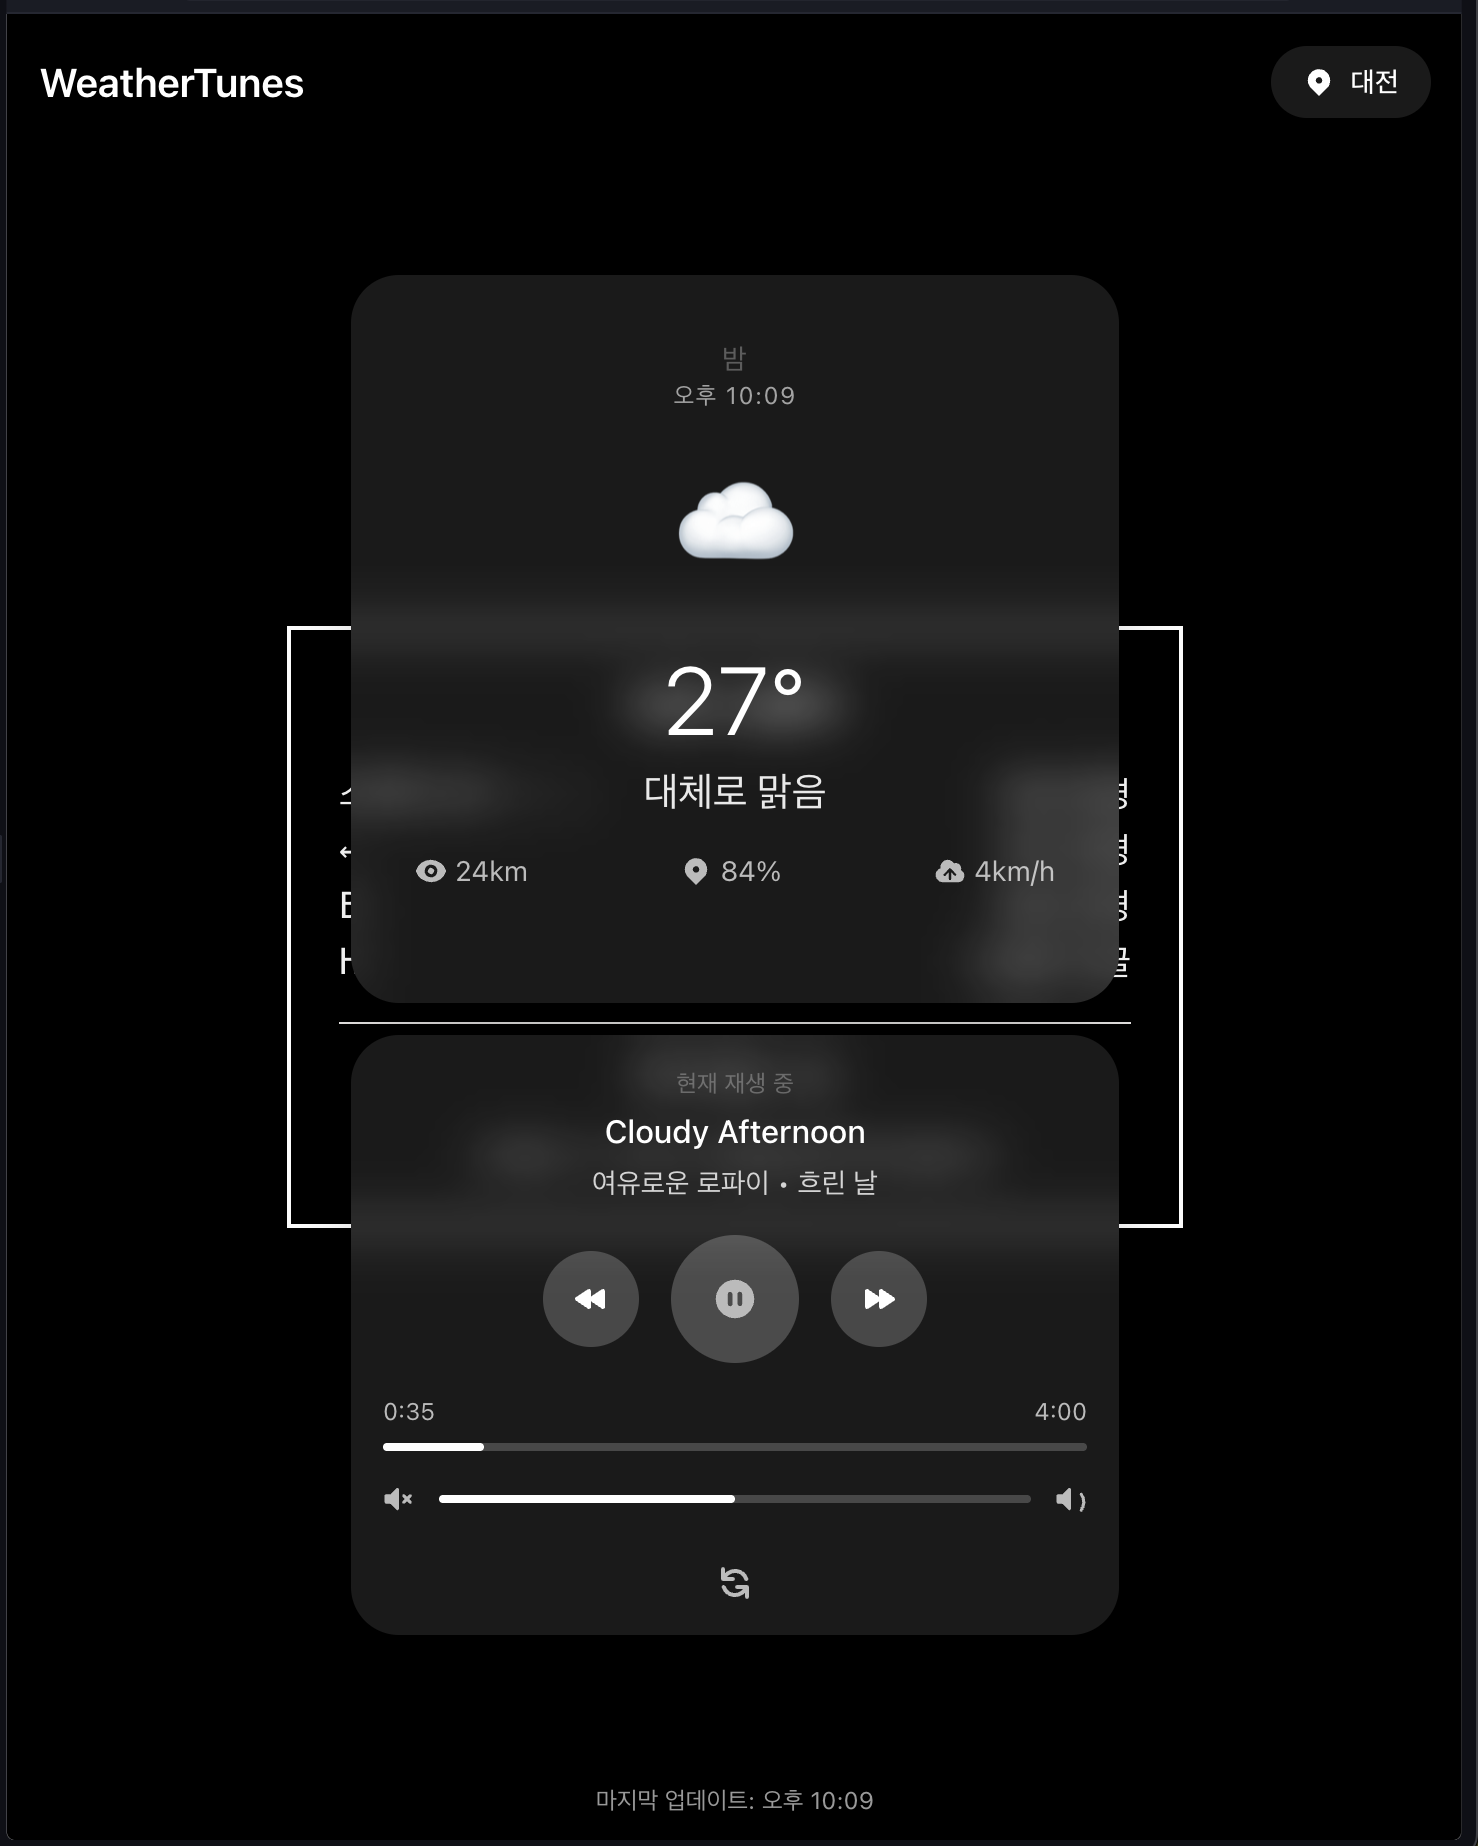 WeatherTunes
대전
밤
오후 10:09
27°
대체로 맑음
24km
84%
4km/h
현재 재생 중
Cloudy Afternoon
여유로운 로파이 • 흐린 날
0:35
4:00
마지막 업데이트: 오후 10:09